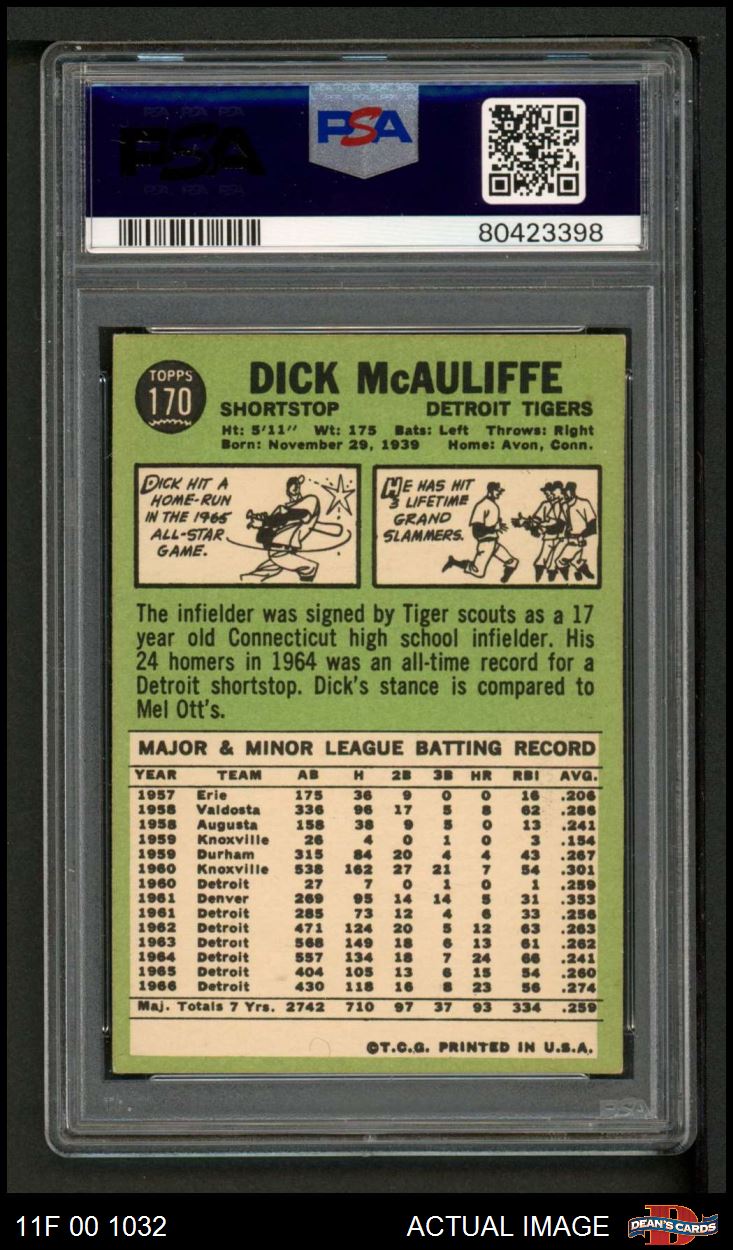 PSA
PSA
80423398
TOPPS
170
DICK McAULIFFE
SHORTSTOP DETROIT TIGERS
Ht: 5'11" Wt: 175 Bats: Left Throws: Right
Born: November 29, 1939 Home: Avon, Conn.
DICK HIT A
HOME-RUN
IN THE 1965
ALL-STAR
GAME.
HE HAS HIT
3 LIFETIME
GRAND
SLAMMERS.
The infielder was signed by Tiger scouts as a 17
year old Connecticut high school infielder. His
24 homers in 1964 was an all-time record for a
Detroit shortstop. Dick's stance is compared to
Mel Ott's.
MAJOR & MINOR LEAGUE BATTING RECORD
YEAR TEAM AB H 2B 3B HR RBI AVG.
1957 Erie 175 36 9 0 0 16 .206
1958 Valdosta 336 96 17 5 8 62 .286
1958 Augusta 158 38 9 5 0 13 .241
1959 Knoxville 26 4 0 1 0 3 .154
1959 Durham 315 84 20 4 4 43 .267
1960 Knoxville 538 162 27 21 7 54 .301
1960 Detroit 27 7 0 1 0 1 .259
1961 Denver 269 95 14 14 5 31 .353
1961 Detroit 285 73 12 4 6 33 .256
1962 Detroit 471 124 20 5 12 63 .263
1963 Detroit 568 149 18 6 13 61 .262
1964 Detroit 557 134 18 7 24 66 .241
1965 Detroit 404 105 13 6 15 54 .260
1966 Detroit 430 118 16 8 23 56 .274
Maj. Totals 7 Yrs. 2742 710 97 37 93 334 .259
©T.C.G. PRINTED IN U.S.A.
PSA
11F 00 1032 ACTUAL IMAGE DEAN'S CARDS